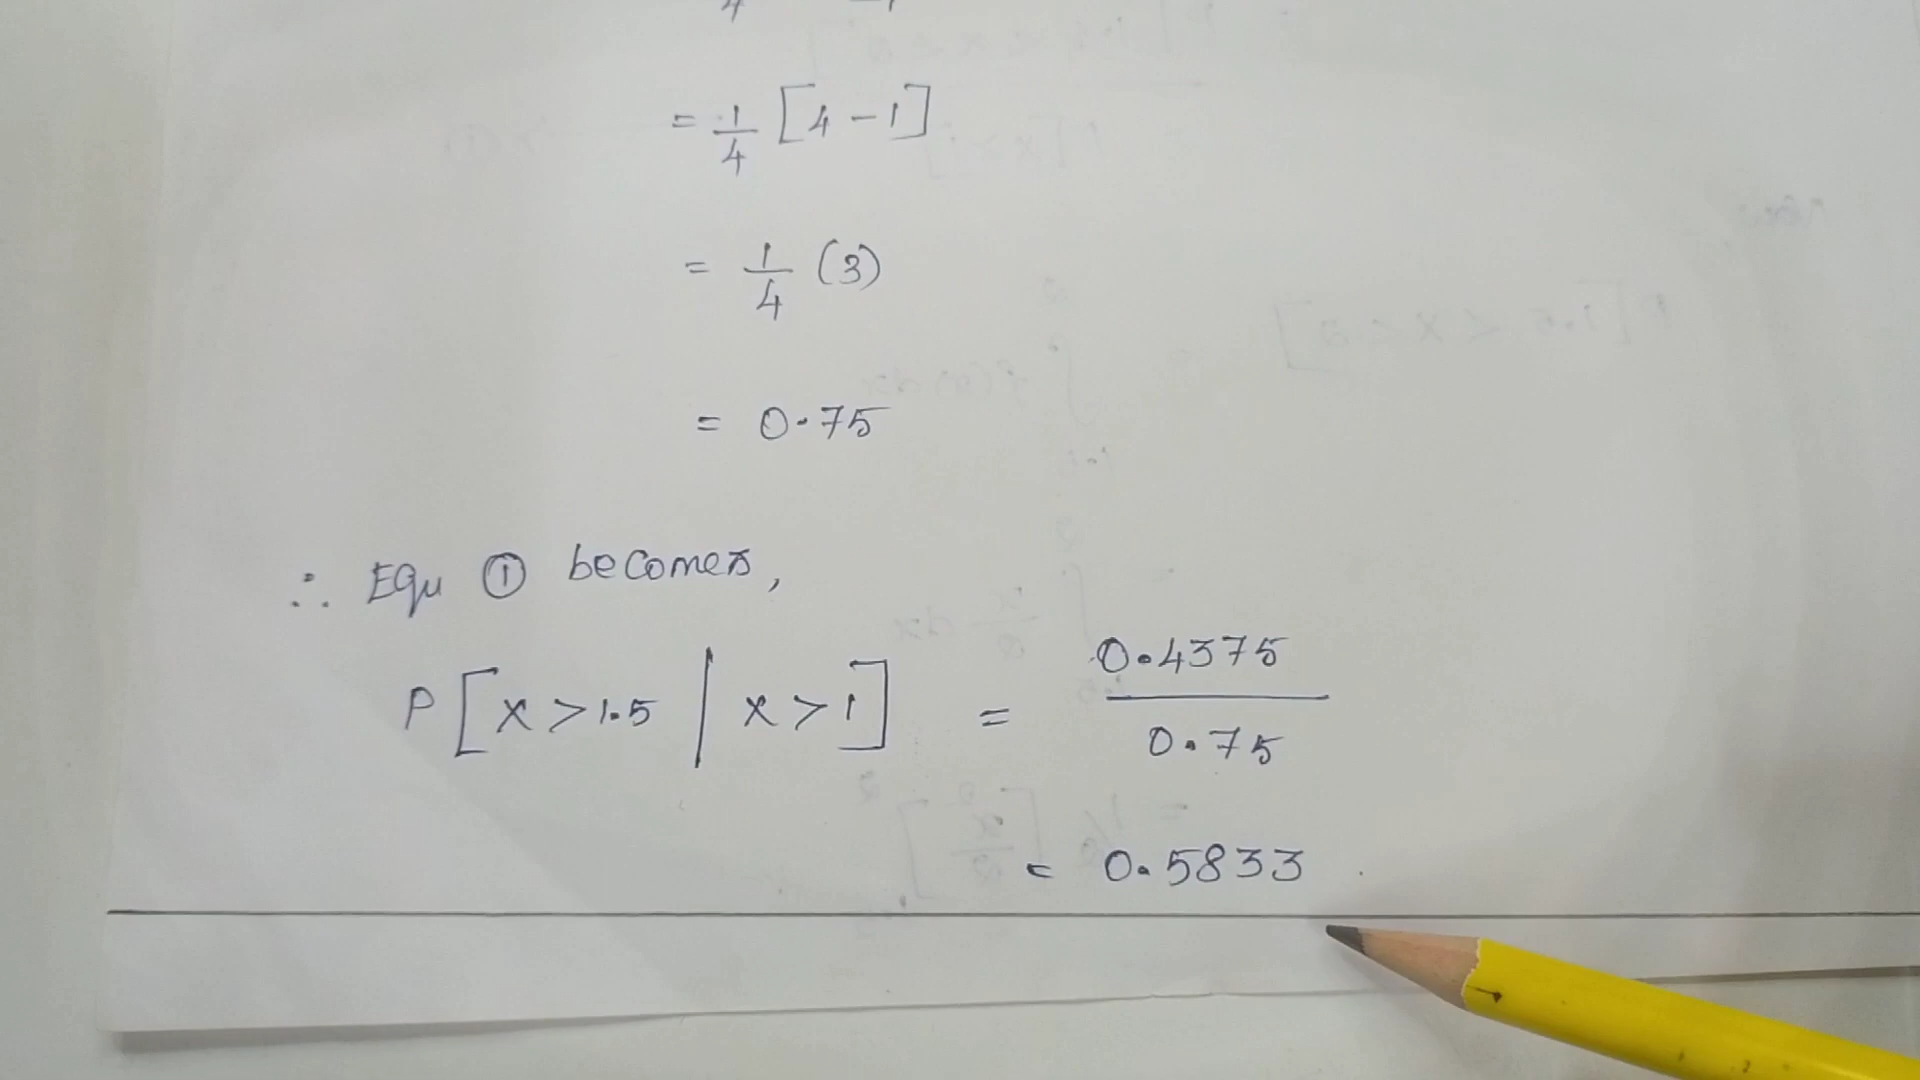 = 1/4 [4 - 1]
= 1/4 (3)
= 0.75
∴ Equ ① becomes,
P[x > 1.5 | x > 1] = 0.4375 / 0.75
= 0.5833